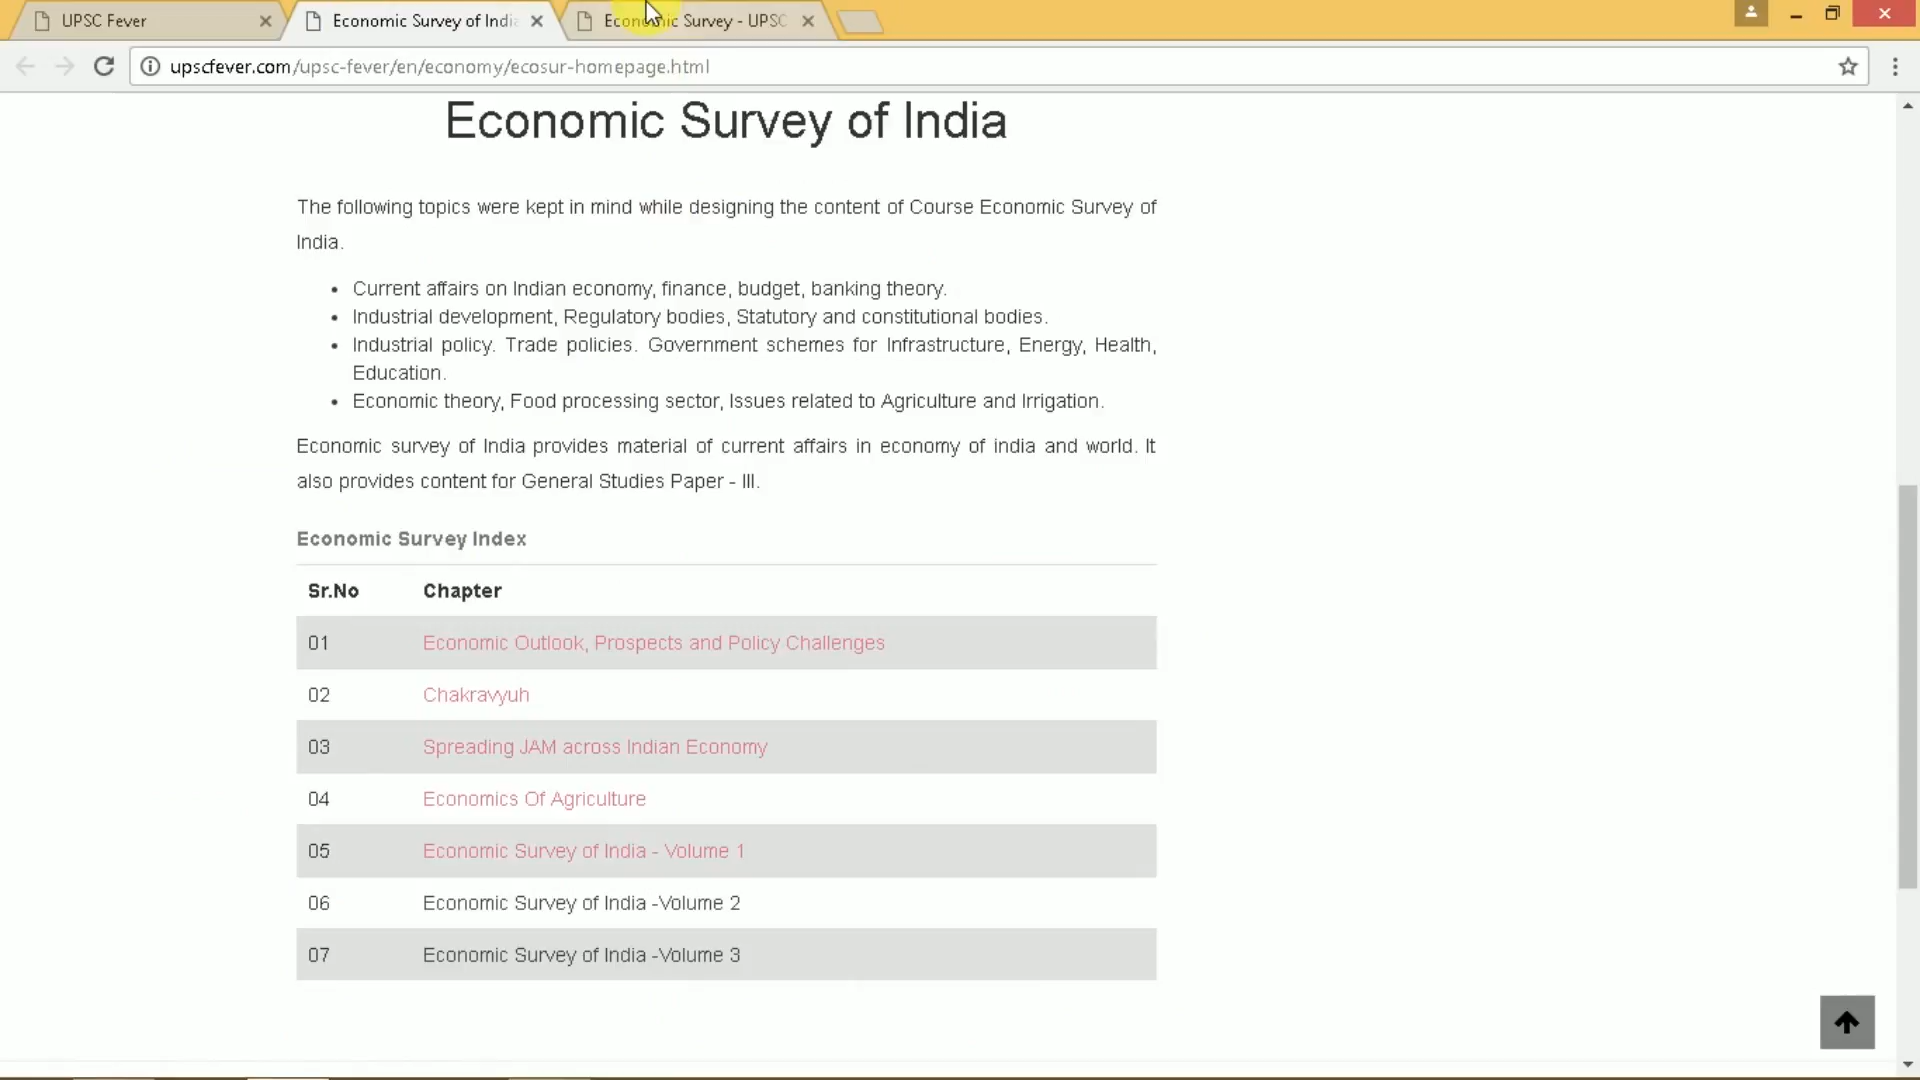 UPSC Fever
Economic Survey of India
Economic Survey - UPSC
upscfever.com/upsc-fever/en/economy/ecosur-homepage.html
Economic Survey of India
The following topics were kept in mind while designing the content of Course Economic Survey of
India.
• Current affairs on Indian economy, finance, budget, banking theory.
• Industrial development, Regulatory bodies, Statutory and constitutional bodies.
• Industrial policy. Trade policies. Government schemes for Infrastructure, Energy, Health,
Education.
• Economic theory, Food processing sector, Issues related to Agriculture and Irrigation.
Economic survey of India provides material of current affairs in economy of india and world. It
also provides content for General Studies Paper - III.
Economic Survey Index
Sr.No Chapter
01 Economic Outlook, Prospects and Policy Challenges
02 Chakravyuh
03 Spreading JAM across Indian Economy
04 Economics Of Agriculture
05 Economic Survey of India - Volume 1
06 Economic Survey of India -Volume 2
07 Economic Survey of India -Volume 3